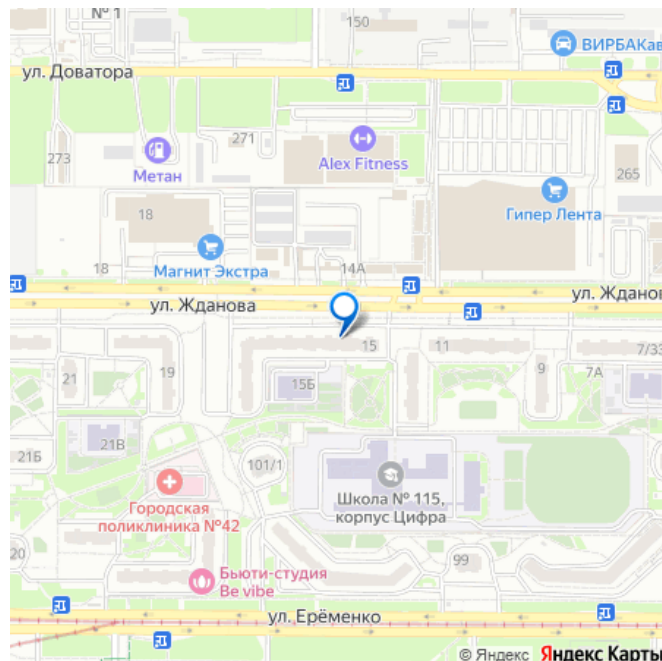 № 1
150
ВИРБАКав
ул. Доватора
271
273
Метан
Alex Fitness
265
18
Гипер Лента
Магнит Экстра
18
14А
ул. Жданова
ул. Жданов
15
11
7/33
21
19
15Б
9
7А
21В
21Б
101/1
Школа № 115,
корпус Цифра
Городская
поликлиника №42
20
99
Бьюти-студия
Be vibe
ул. Ерёменко
© Яндекс Яндекс Карты